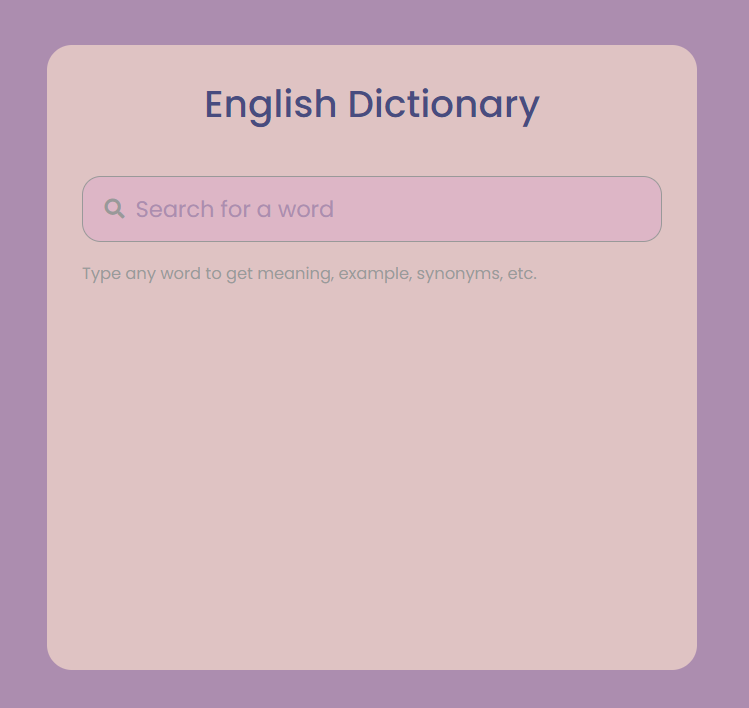 English Dictionary
Search for a word
Type any word to get meaning, example, synonyms, etc.